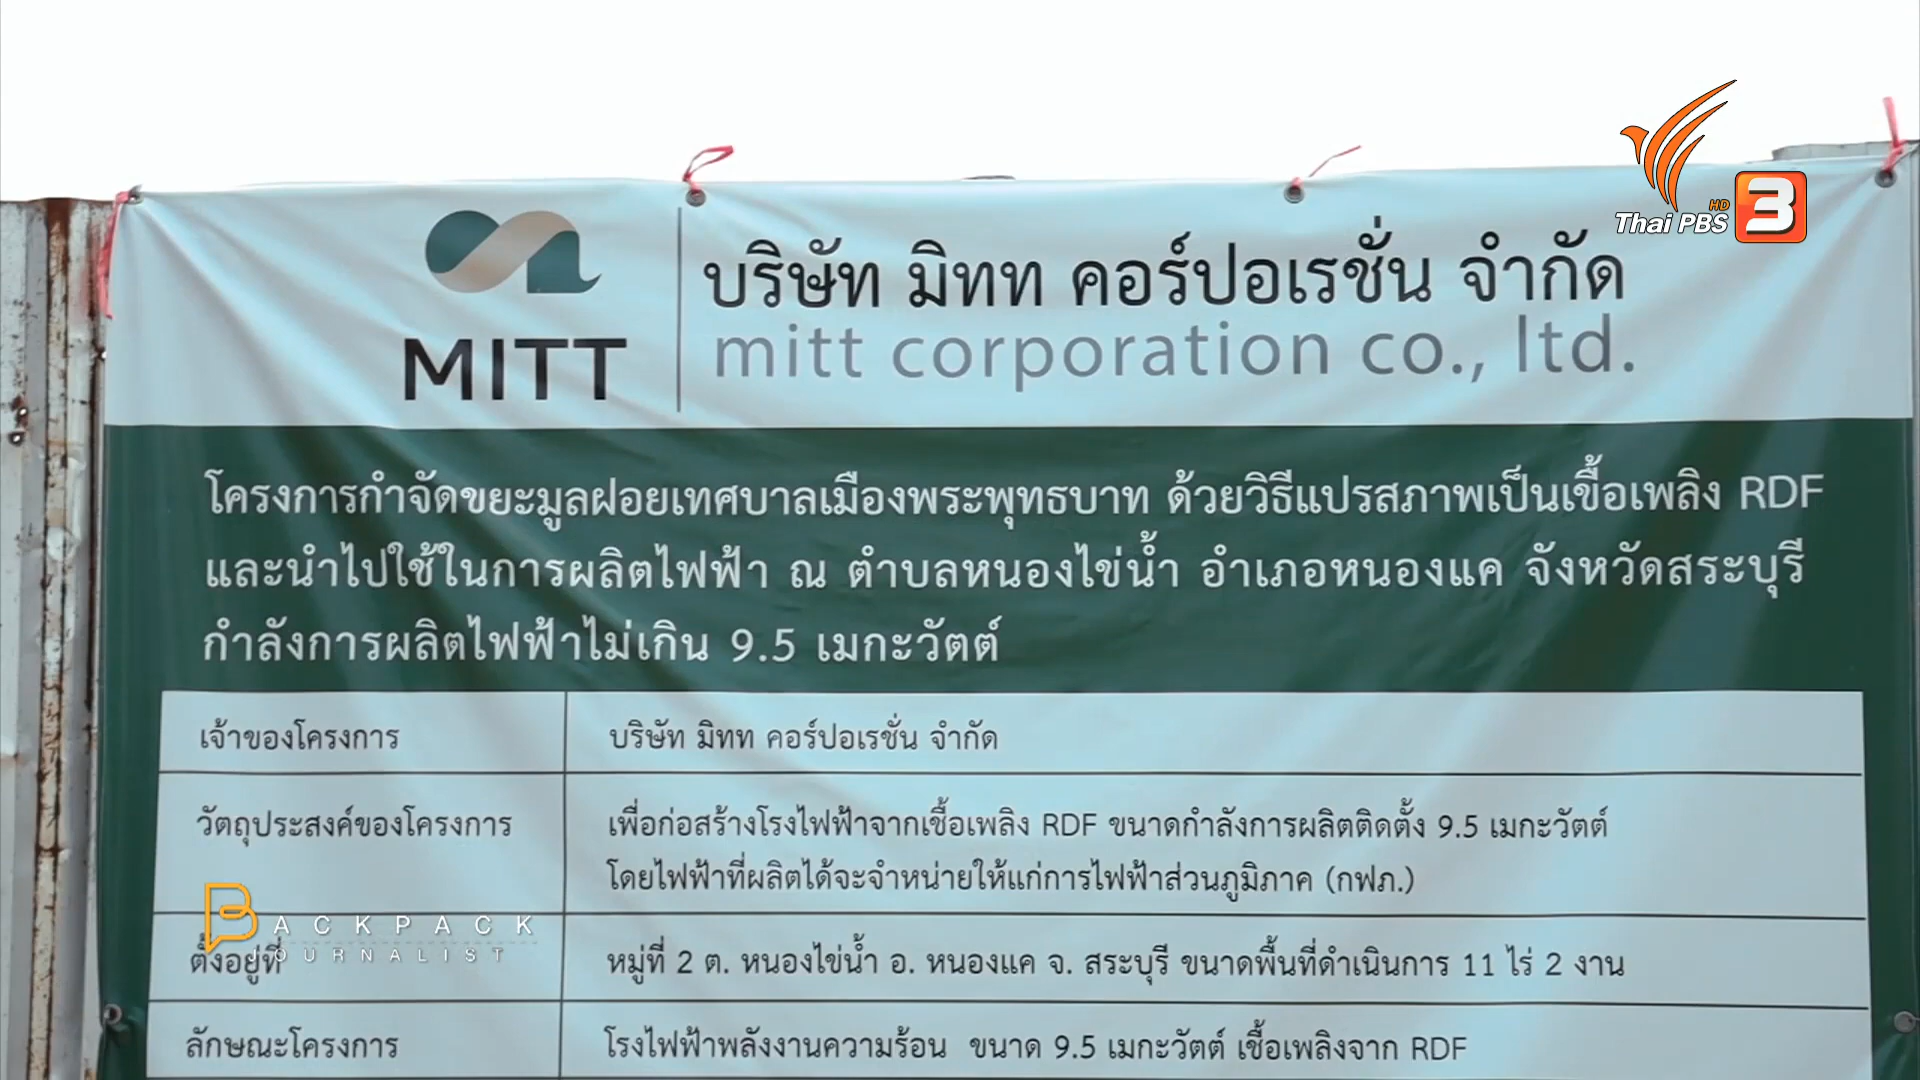 Thai PBS HD 3
MITT
บริษัท มิทท คอร์ปอเรชั่น จำกัด
mitt corporation co., ltd.
โครงการกำจัดขยะมูลฝอยเทศบาลเมืองพระพุทธบาท ด้วยวิธีแปรสภาพเป็นเชื้อเพลิง RDF
และนำไปใช้ในการผลิตไฟฟ้า ณ ตำบลหนองไข่น้ำ อำเภอหนองแค จังหวัดสระบุรี
กำลังการผลิตไฟฟ้าไม่เกิน 9.5 เมกะวัตต์
เจ้าของโครงการ บริษัท มิทท คอร์ปอเรชั่น จำกัด
วัตถุประสงค์ของโครงการ เพื่อก่อสร้างโรงไฟฟ้าจากเชื้อเพลิง RDF ขนาดกำลังการผลิตติดตั้ง 9.5 เมกะวัตต์
โดยไฟฟ้าที่ผลิตได้จะจำหน่ายให้แก่การไฟฟ้าส่วนภูมิภาค (กฟภ.)
BACKPACK
JOURNALIST
ตั้งอยู่ที่ หมู่ที่ 2 ต. หนองไข่น้ำ อ. หนองแค จ. สระบุรี ขนาดพื้นที่ดำเนินการ 11 ไร่ 2 งาน
ลักษณะโครงการ โรงไฟฟ้าพลังงานความร้อน ขนาด 9.5 เมกะวัตต์ เชื้อเพลิงจาก RDF